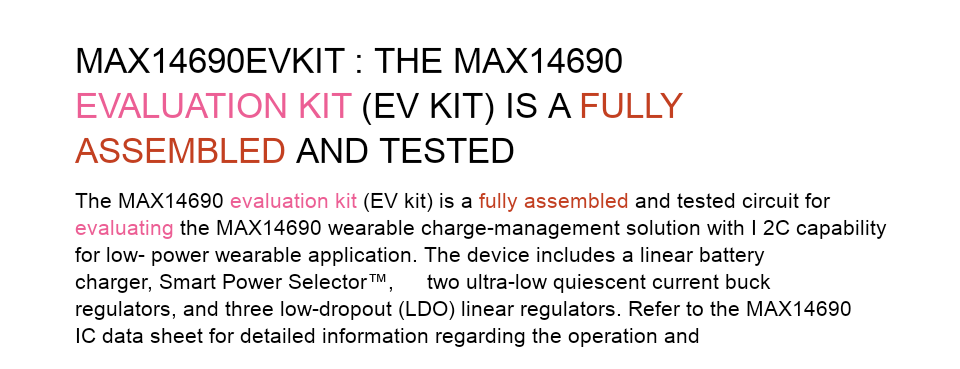 MAX14690EVKIT : THE MAX14690
EVALUATION KIT (EV KIT) IS A FULLY
ASSEMBLED AND TESTED
The MAX14690 evaluation kit (EV kit) is a fully assembled and tested circuit for
evaluating the MAX14690 wearable charge-management solution with I 2C capability
for low- power wearable application. The device includes a linear battery
charger, Smart Power Selector™, two ultra-low quiescent current buck
regulators, and three low-dropout (LDO) linear regulators. Refer to the MAX14690
IC data sheet for detailed information regarding the operation and